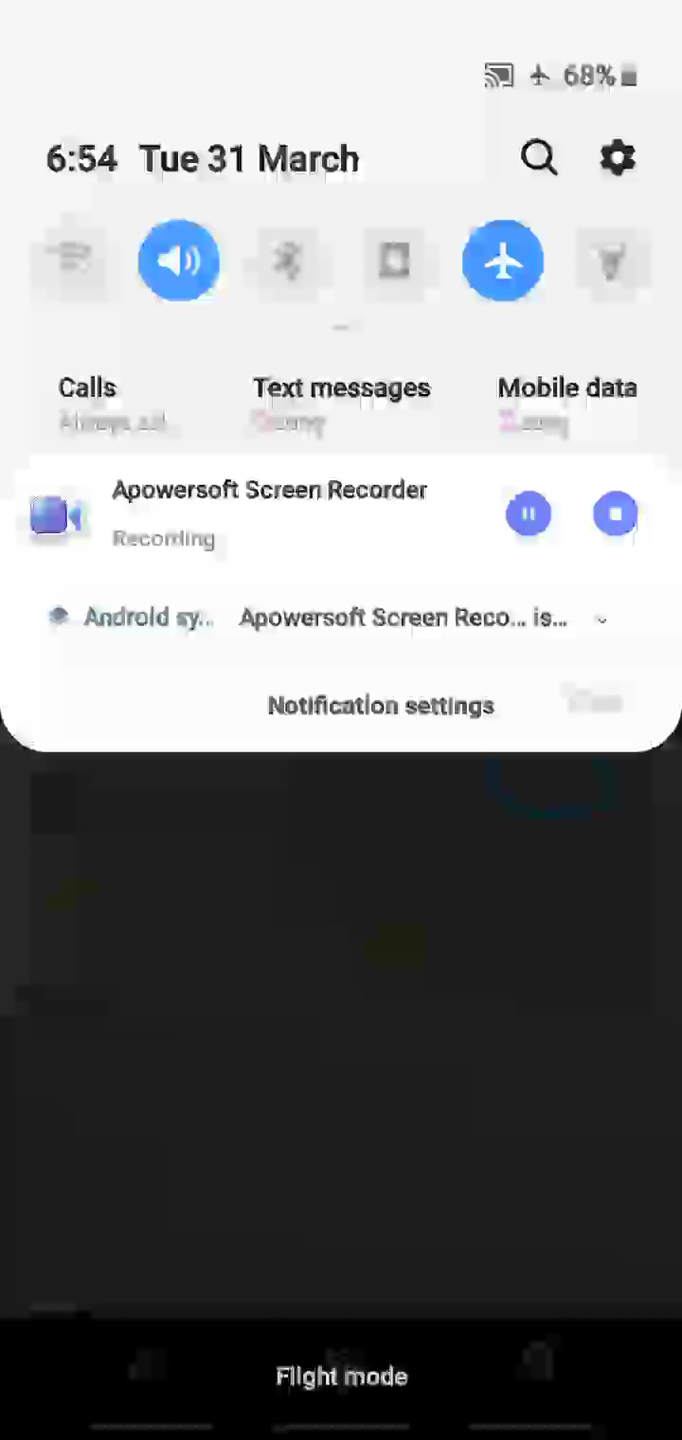 68%
6:54 Tue 31 March
Calls Text messages Mobile data
Apowersoft Screen Recorder
Recording
Android sy... Apowersoft Screen Reco... is...
Notification settings
Flight mode